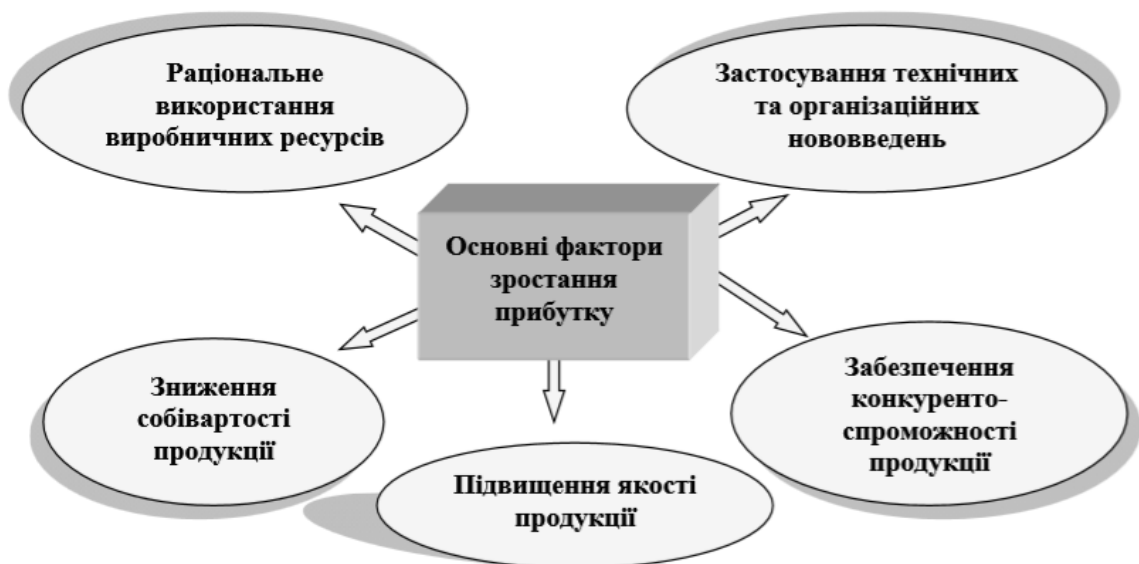 Раціональне
використання
виробничих ресурсів
Застосування технічних
та організаційних
нововведень
Основні фактори
зростання
прибутку
Зниження
собівартості
продукції
Підвищення якості
продукції
Забезпечення
конкуренто-
спроможності
продукції